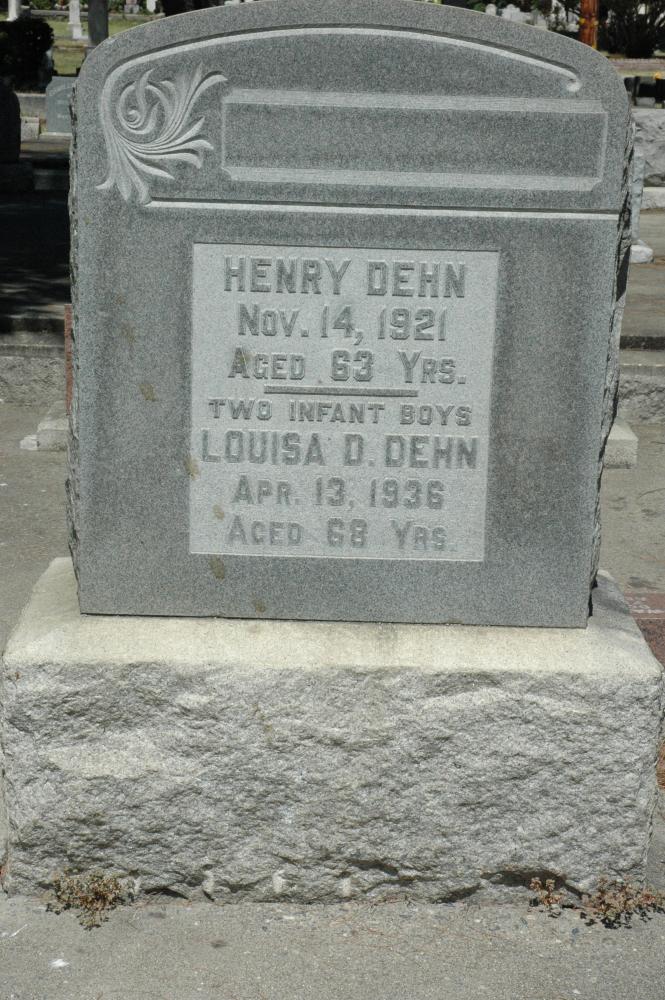 HENRY DEHN
NOV. 14, 1921
AGED 63 YRS.
TWO INFANT BOYS
LOUISA D. DEHN
APR. 13, 1936
AGED 68 YRS.